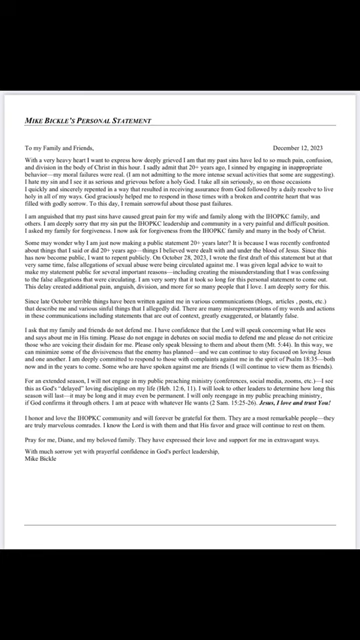 MIKE BICKLE'S PERSONAL STATEMENT
To my Family and Friends, December 12, 2023
With a very heavy heart I want to express how deeply grieved I am that my past sins have led to so much pain, confusion,
and division in the body of Christ in this hour. I sadly admit that 20+ years ago, I sinned by engaging in inappropriate
behavior—my moral failures were real. (I am not admitting to the more intense sexual activities that some are suggesting).
I hate my sin and I see it as serious and grievous before a holy God. I take all sin seriously, so on those occasions
I quickly and sincerely repented in a way that resulted in receiving assurance from God followed by a daily resolve to live
holy in all of my ways. God graciously helped me to respond in those times with a broken and contrite heart that was
filled with godly sorrow. To this day, I remain sorrowful about those past failures.
I am anguished that my past sins have caused great pain for my wife and family along with the IHOPKC family, and
others. I am deeply sorry that my sin put the IHOPKC leadership and community in a very painful and difficult position.
I asked my family for forgiveness. I now ask for forgiveness from the IHOPKC family and many in the body of Christ.
Some may wonder why I am just now making a public statement 20+ years later? It is because I was recently confronted
about things that I said or did 20+ years ago—things I believed were dealt with and under the blood of Jesus. Since this
has now become public, I want to repent publicly. On October 28, 2023, I wrote the first draft of this statement but at that
very same time, false allegations of sexual abuse were being circulated against me. I was given legal advice to wait to
make my statement public for several important reasons—including creating the misunderstanding that I was confessing
to the false allegations against me. I am very sorry that it took so long for this personal statement to come out.
This delay created additional pain, anguish, division, and more for so many people that I love. I am deeply sorry for this.
Since late October terrible things have been written against me in various communications (blogs, articles , posts, etc.)
that describe me and various sinful things that I allegedly did. There are many misrepresentations of my words and actions
in these communications including statements that are out of context, greatly exaggerated, or blatantly false.
I ask that my family and friends do not defend me. I have confidence that the Lord will speak concerning what He sees
and says about me in His timing. Please do not engage in debates on social media to defend me and please do not criticize
those who are voicing their disdain for me. Please only speak blessing to them and about them (Mt. 5:44). In this way, we
can minimize some of the divisiveness that the enemy has planned—and we can continue to stay focused on loving Jesus
and one another. I am deeply committed to respond to those with complaints against me in the spirit of Psalm 18:35—both
now and in the years to come. Some who have spoken against me are friends (I will continue to view them as friends).
For an extended season, I will not engage in my public preaching ministry (conferences, social media, zooms, etc.)—I see
this as God's "delayed" loving discipline on my life (Heb. 12:6, 11). I will look to other leaders to determine how long this
season will last—it may be long and it may even be permanent. I will only reengage in my public preaching ministry,
if God confirms it through others. I am at peace with whatever He wants (2 Sam. 15:25-26). Jesus, I love and trust You!
I honor and love the IHOPKC community and will forever be grateful for them. They are a most remarkable people—they
are truly marvelous comrades. I know the Lord is with them and that His favor and grace will continue to rest on them.
Pray for me, Diane, and my beloved family. They have expressed their love and support for me in extravagant ways.
With much sorrow yet with prayerful confidence in God's perfect leadership,
Mike Bickle